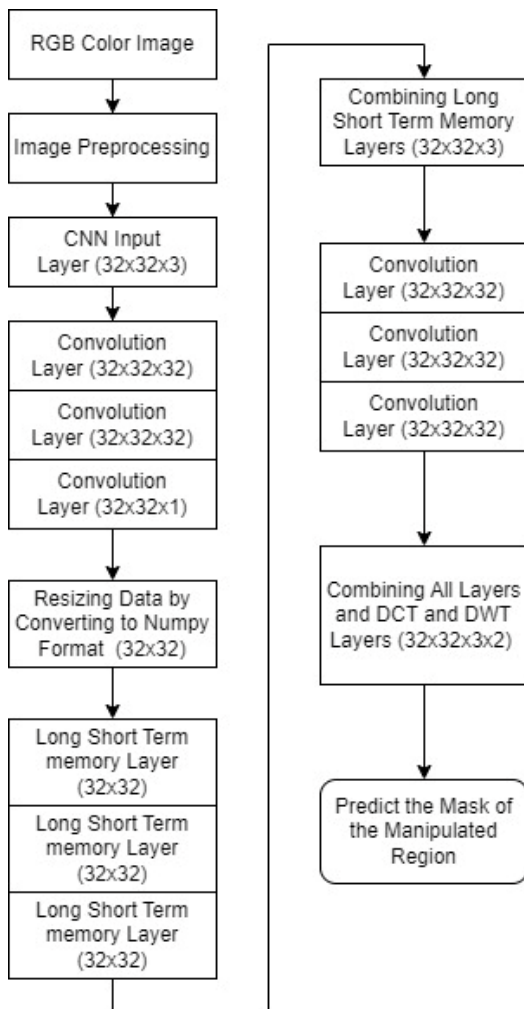 RGB Color Image
Image Preprocessing
CNN Input
Layer (32x32x3)
Convolution
Layer (32x32x32)
Convolution
Layer (32x32x32)
Convolution
Layer (32x32x1)
Resizing Data by
Converting to Numpy
Format (32x32)
Long Short Term
memory Layer
(32x32)
Long Short Term
memory Layer
(32x32)
Long Short Term
memory Layer
(32x32)
Combining Long
Short Term Memory
Layers (32x32x3)
Convolution
Layer (32x32x32)
Convolution
Layer (32x32x32)
Convolution
Layer (32x32x32)
Combining All Layers
and DCT and DWT
Layers (32x32x3x2)
Predict the Mask of
the Manipulated
Region